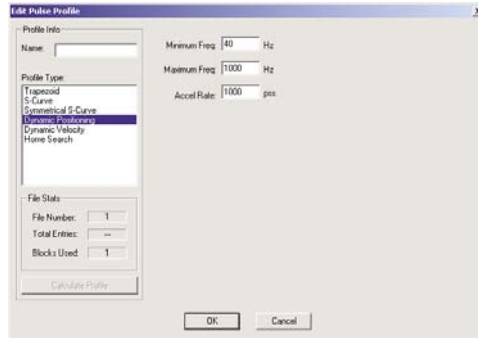 Edit Pulse Profile
Profile Info
Name:
Profile Type:
Trapezoid
S-Curve
Symmetrical S-Curve
Dynamic Positioning
Dynamic Velocity
Home Search
File Stats
File Number: 1
Total Entries: ---
Blocks Used: 1
Calculate Profile
Minimum Freq: 40 Hz
Maximum Freq: 1000 Hz
Accel Rate: 1000 pps
OK Cancel